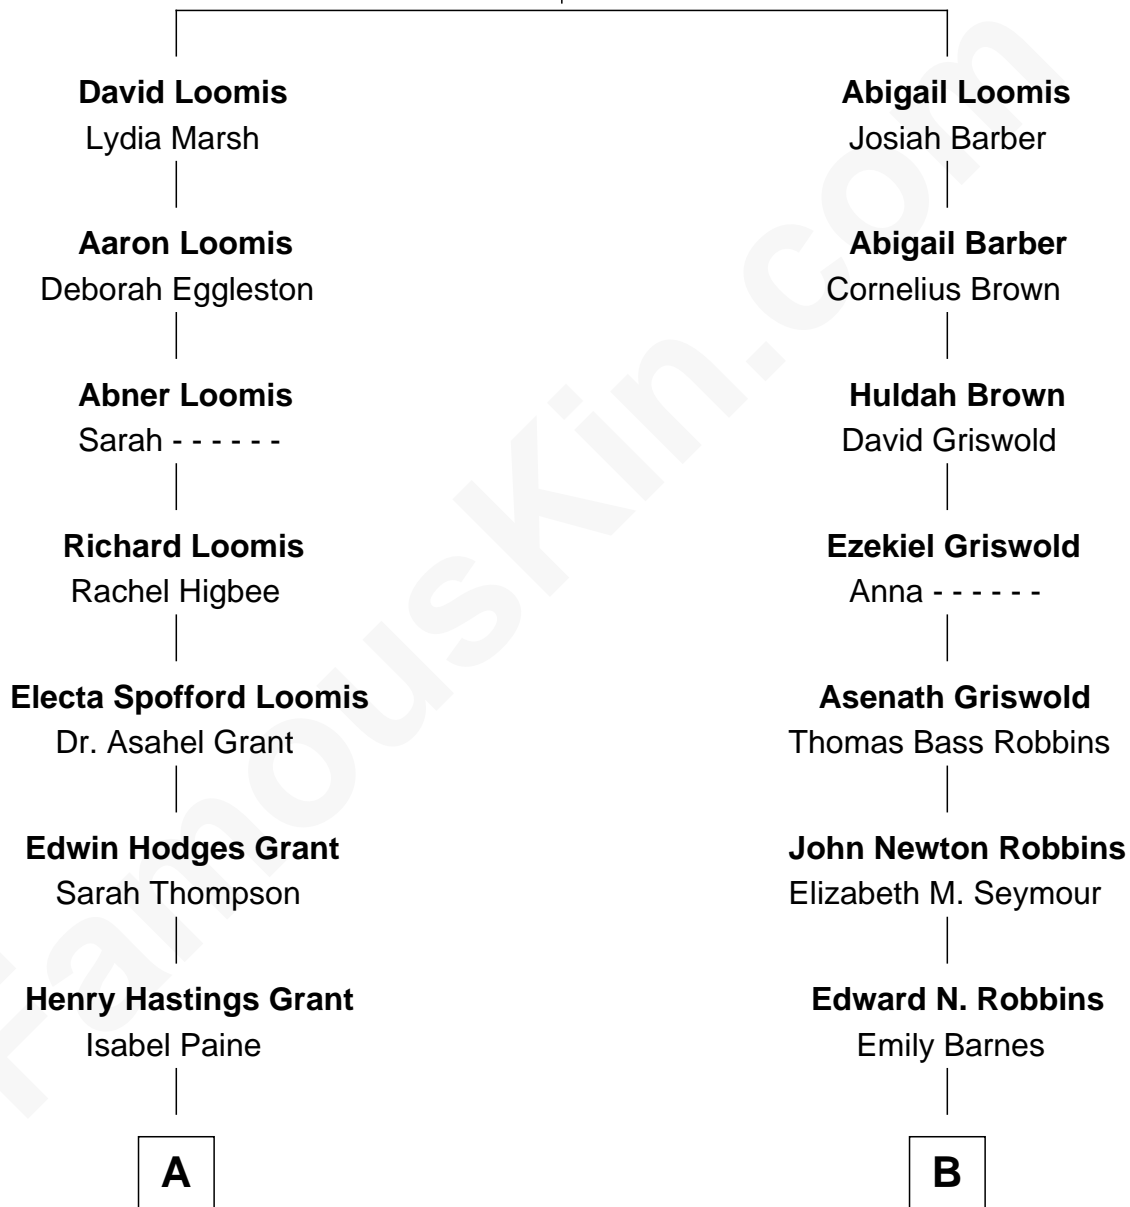 David Loomis
Lydia Marsh
Abigail Loomis
Josiah Barber
Aaron Loomis
Deborah Eggleston
Abigail Barber
Cornelius Brown
Abner Loomis
Sarah - - - - - -
Huldah Brown
David Griswold
Richard Loomis
Rachel Higbee
Ezekiel Griswold
Anna - - - - - -
Electa Spofford Loomis
Dr. Asahel Grant
Asenath Griswold
Thomas Bass Robbins
Edwin Hodges Grant
Sarah Thompson
John Newton Robbins
Elizabeth M. Seymour
Henry Hastings Grant
Isabel Paine
Edward N. Robbins
Emily Barnes
A
B
FamousKin.com